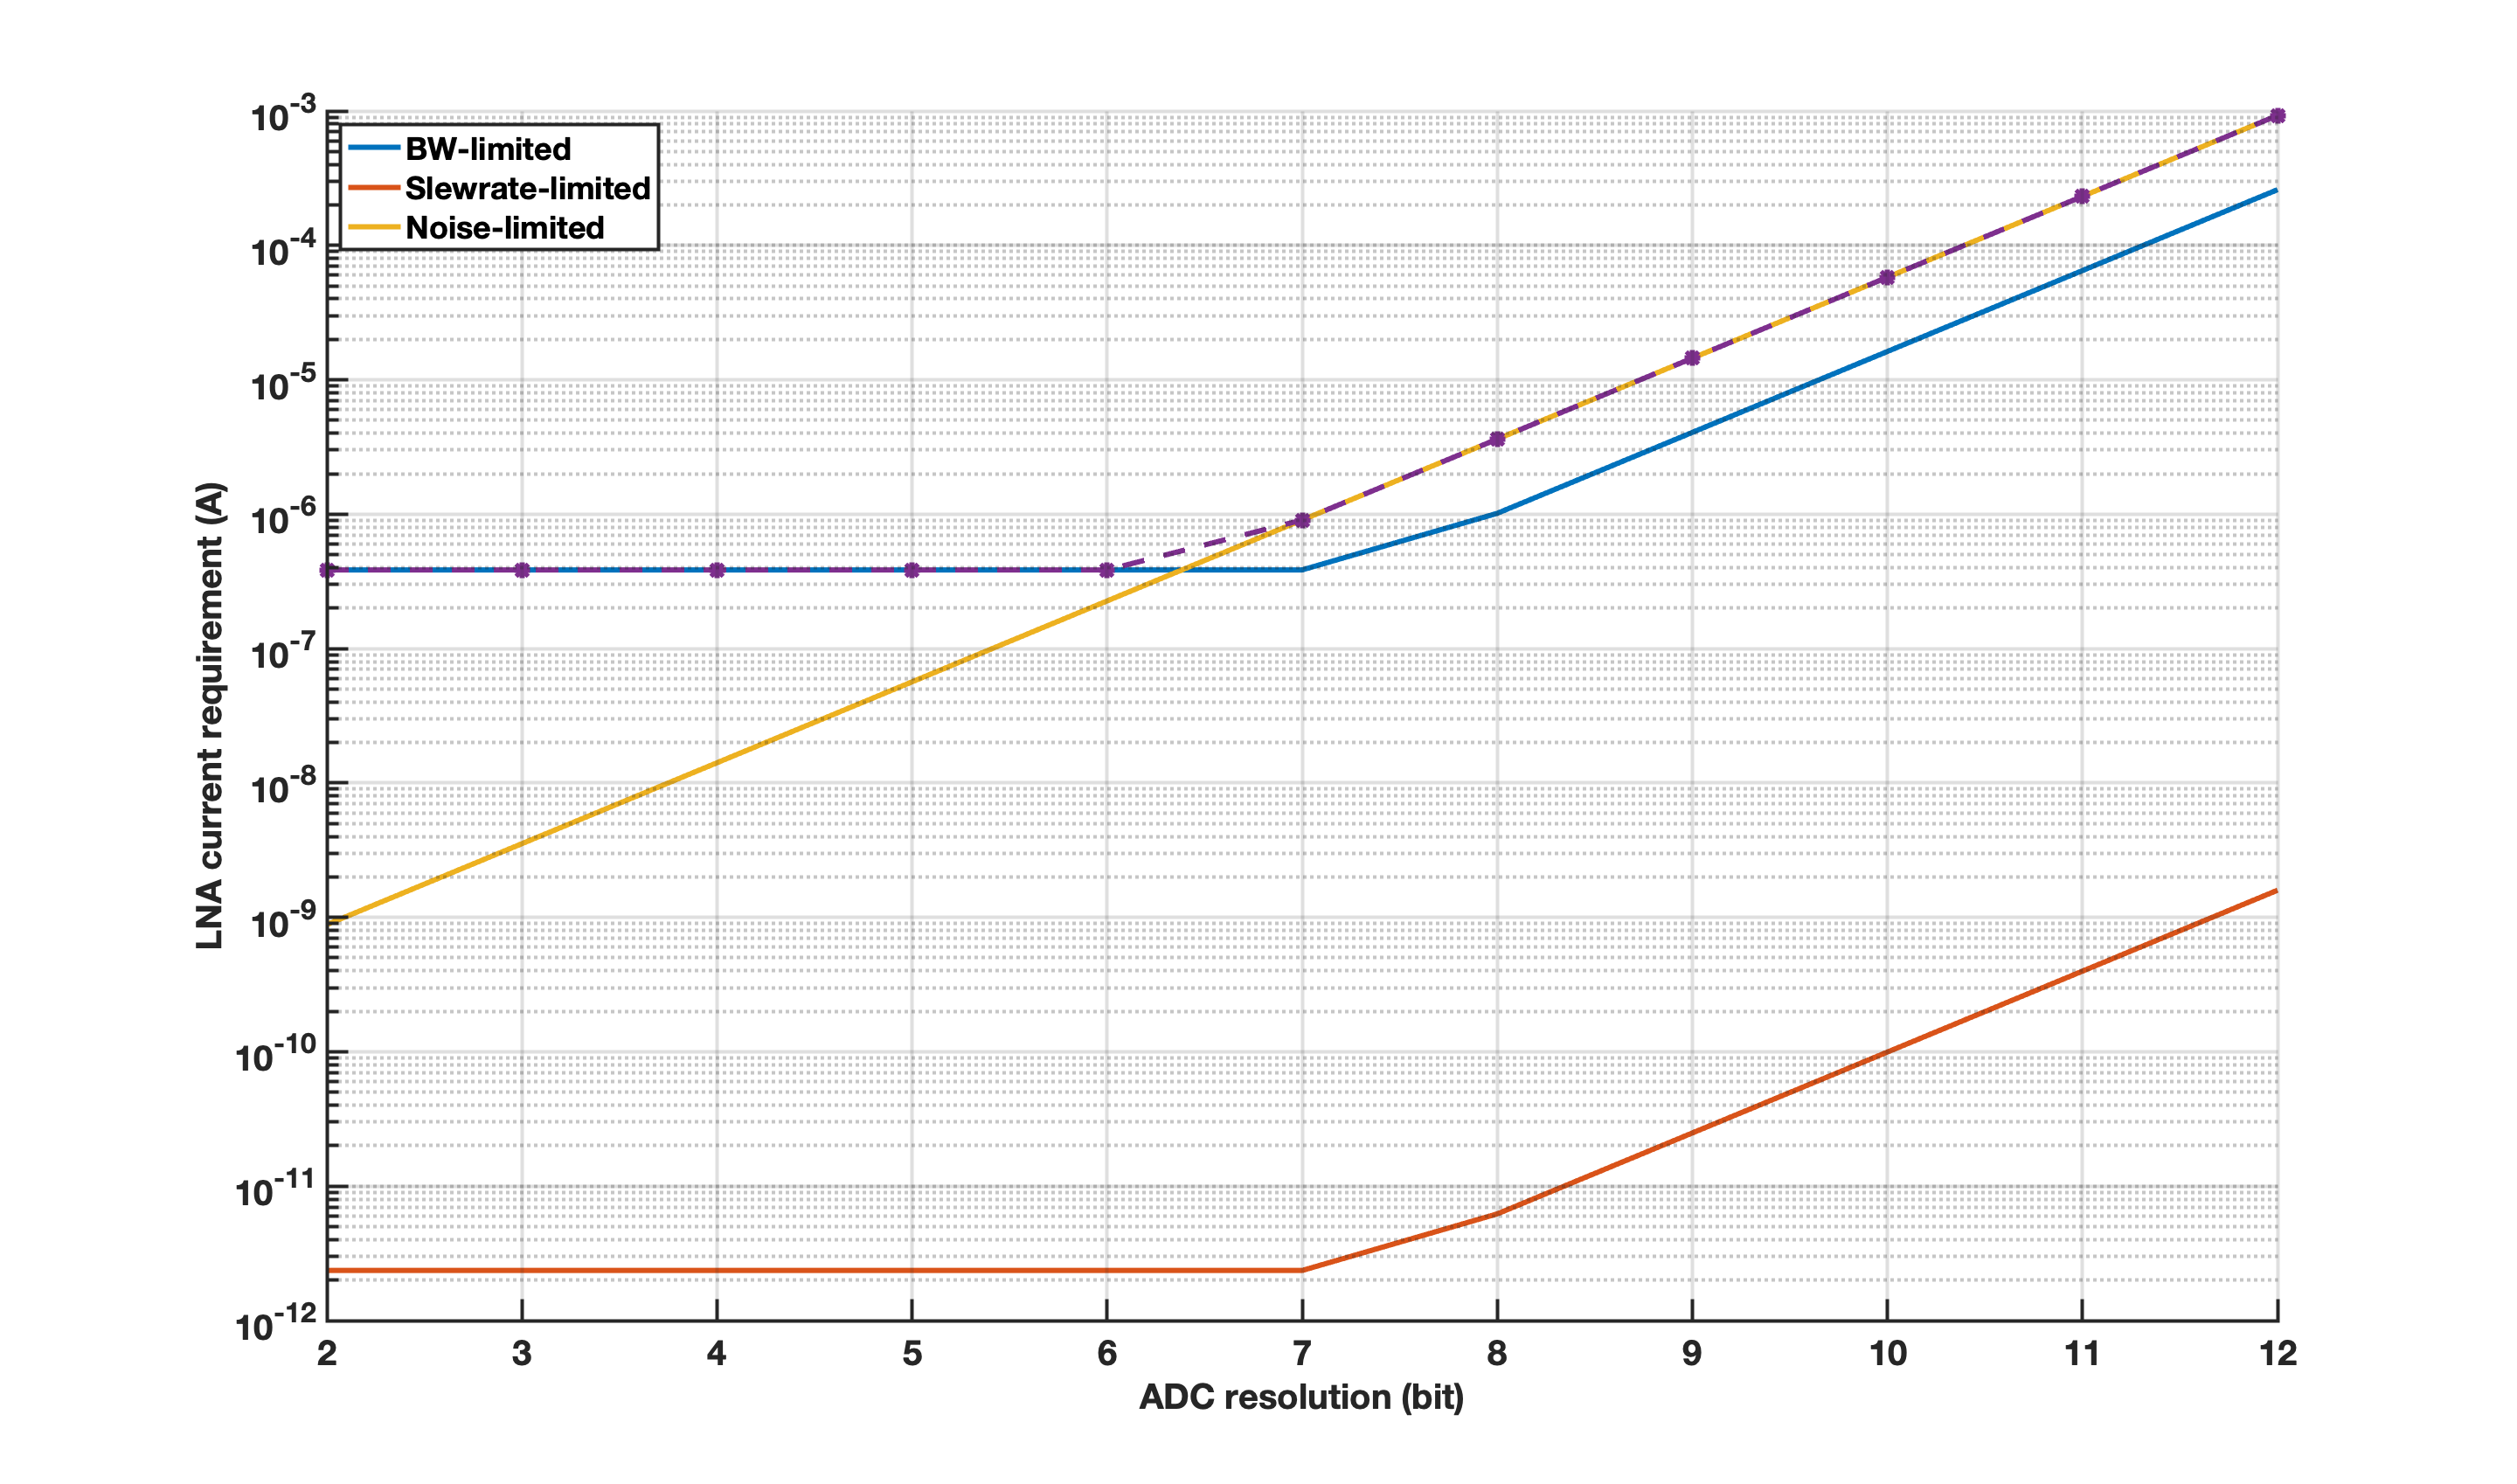 10^-3
10^-4
10^-5
10^-6
10^-7
10^-8
10^-9
10^-10
10^-11
10^-12
BW-limited
Slewrate-limited
Noise-limited
LNA current requirement (A)
2 3 4 5 6 7 8 9 10 11 12
ADC resolution (bit)